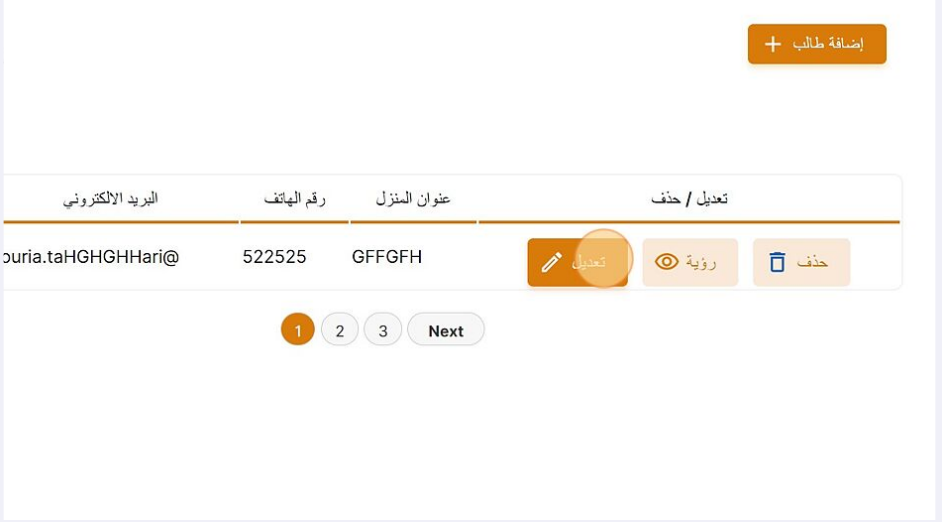 إضافة طالب +
البريد الالكتروني رقم الهاتف عنوان المنزل تعديل / حذف
ouria.taHGHGHHari@ 522525 GFFGFH تعديل رؤية حذف
1 2 3 Next